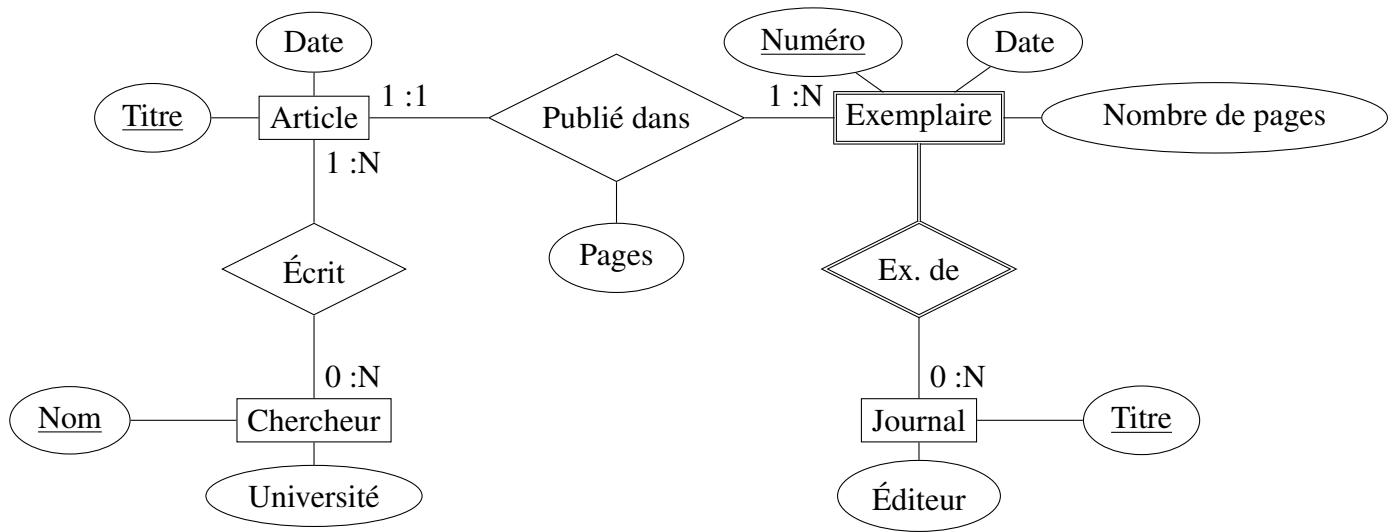 Date
Numéro
Date
Titre
Article
1 :1
Publié dans
1 :N
Exemplaire
Nombre de pages
1 :N
Pages
Écrit
Ex. de
0 :N
0 :N
Nom
Chercheur
Journal
Titre
Université
Éditeur